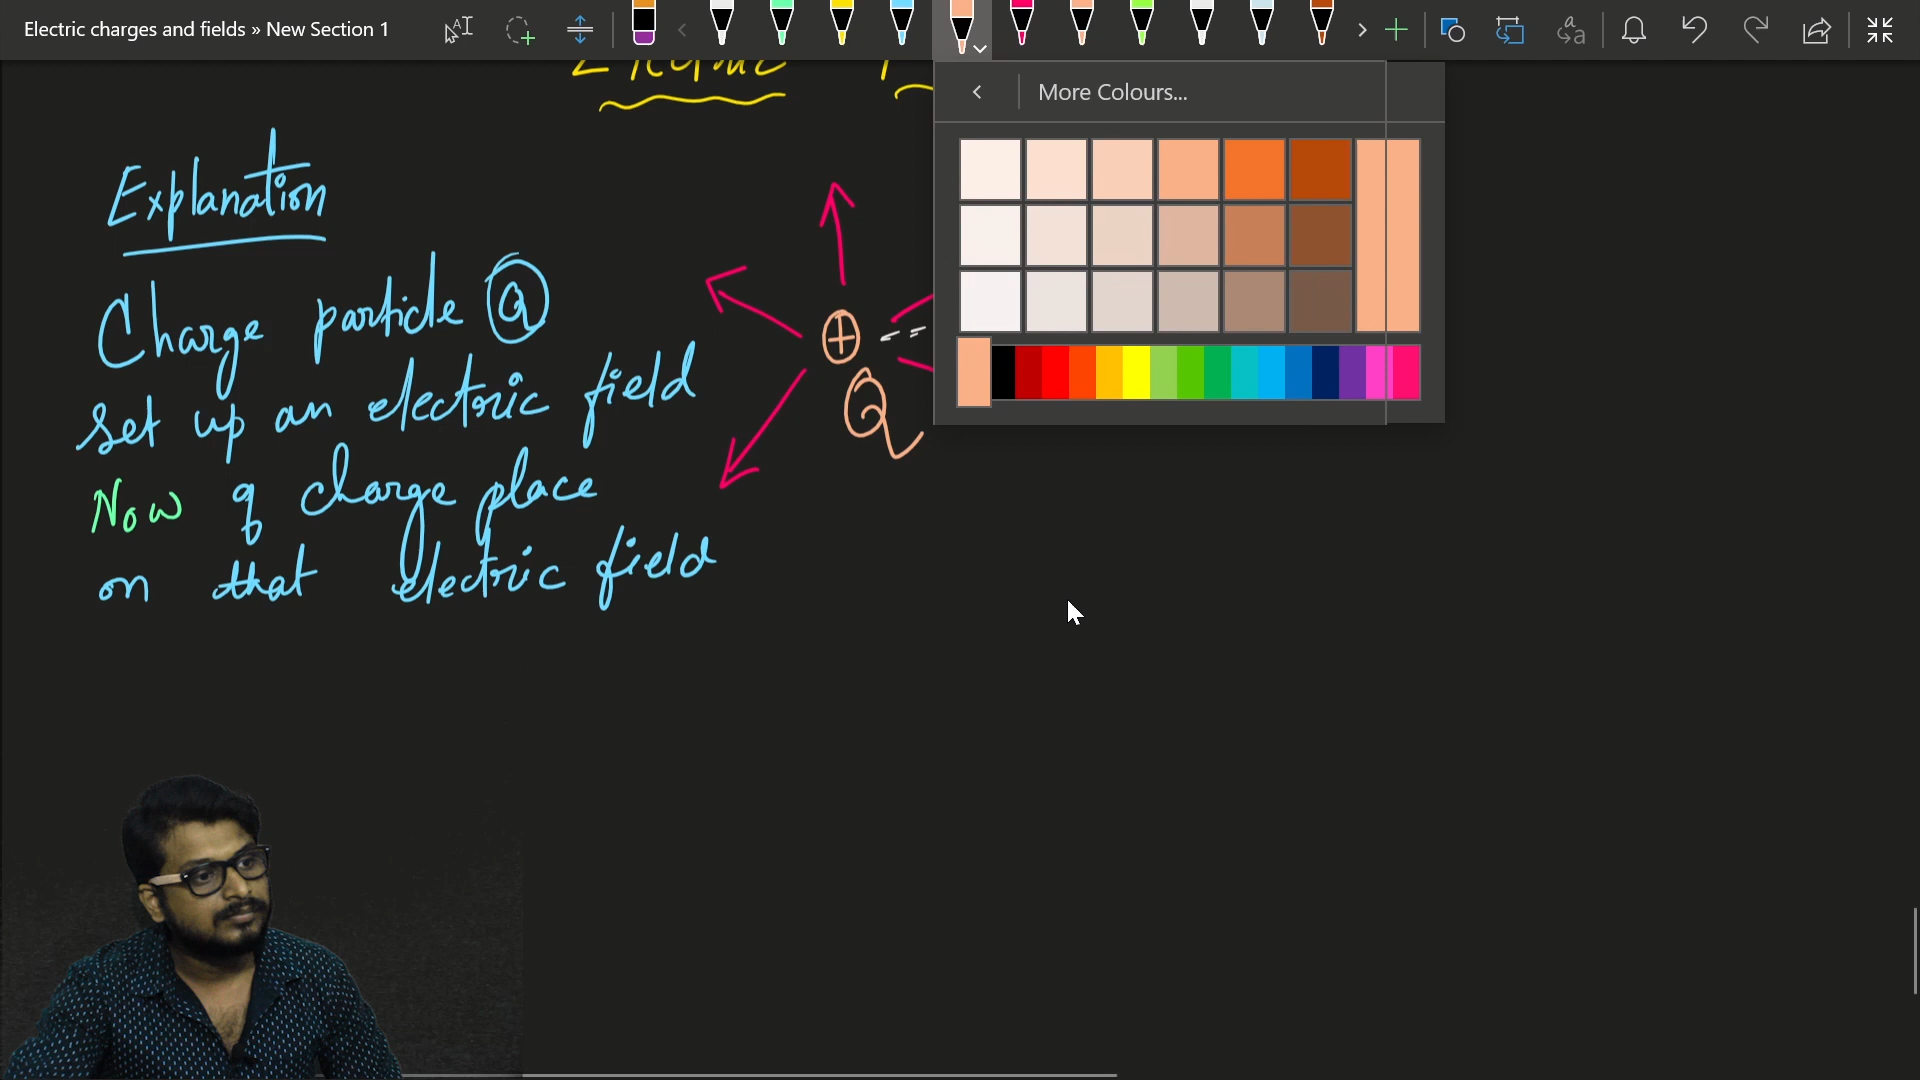 Electric charges and fields » New Section 1
More Colours...
Explanation
Charge particle Q
set up an electric field
Now q charge place
on that electric field
+
Q